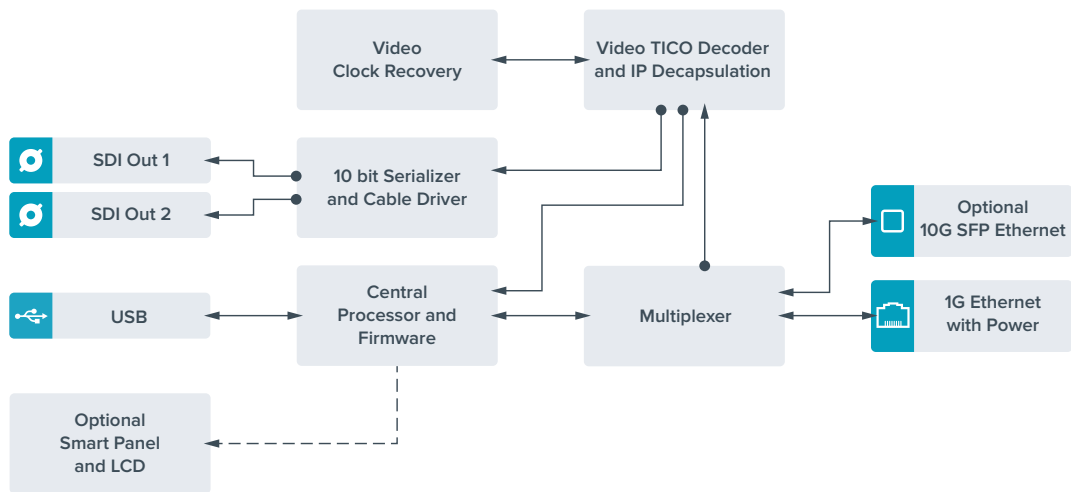 Video
Clock Recovery
Video TICO Decoder
and IP Decapsulation
SDI Out 1
SDI Out 2
10 bit Serializer
and Cable Driver
Optional
10G SFP Ethernet
USB
Central
Processor and
Firmware
Multiplexer
1G Ethernet
with Power
Optional
Smart Panel
and LCD